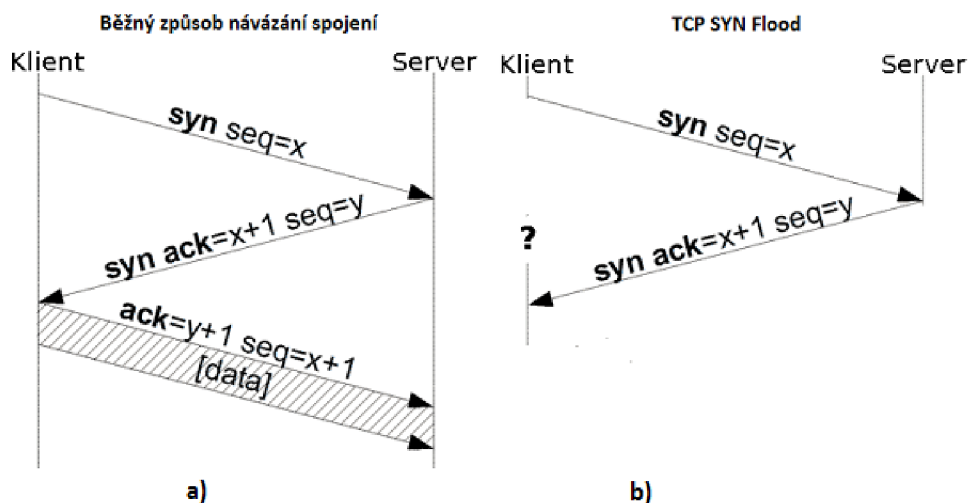 Běžný způsob návázání spojení
Klient
Server
syn seq=x
syn ack=x+1 seq=y
ack=y+1 seq=x+1
[data]
a)
TCP SYN Flood
Klient
Server
syn seq=x
?
syn ack=x+1 seq=y
b)